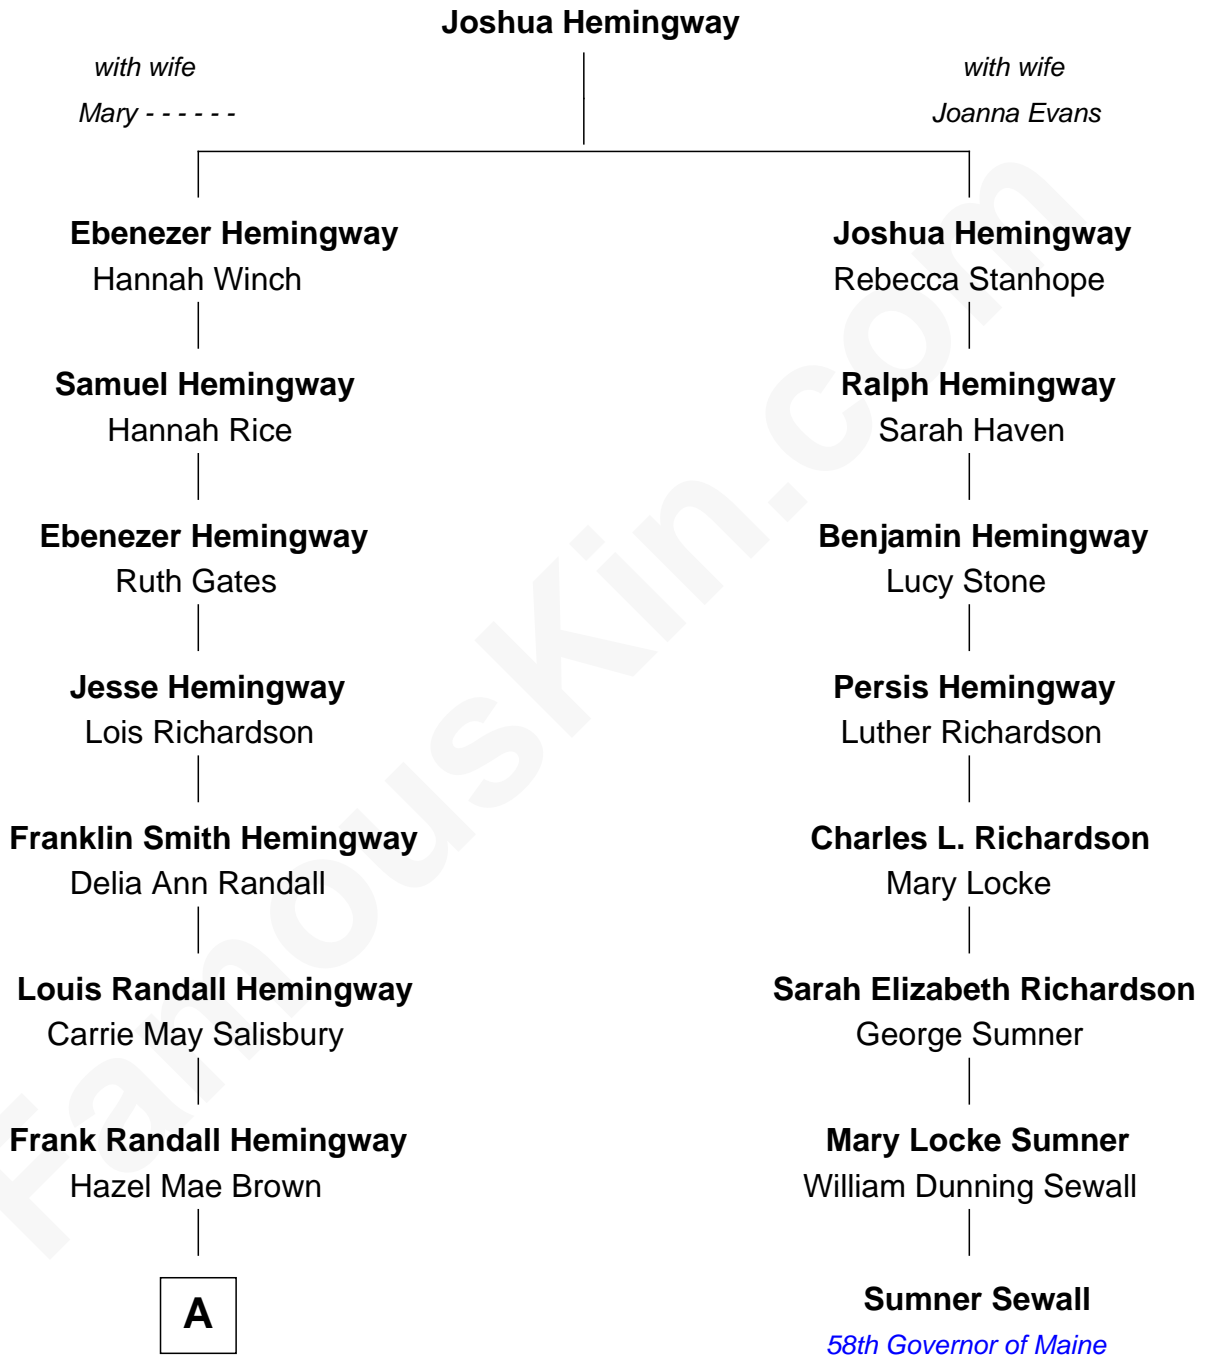 Joshua Hemingway
with wife
Mary - - - - - -
with wife
Joanna Evans
Ebenezer Hemingway
Hannah Winch
Joshua Hemingway
Rebecca Stanhope
Samuel Hemingway
Hannah Rice
Ralph Hemingway
Sarah Haven
Ebenezer Hemingway
Ruth Gates
Benjamin Hemingway
Lucy Stone
Jesse Hemingway
Lois Richardson
Persis Hemingway
Luther Richardson
Franklin Smith Hemingway
Delia Ann Randall
Charles L. Richardson
Mary Locke
Louis Randall Hemingway
Carrie May Salisbury
Sarah Elizabeth Richardson
George Sumner
Frank Randall Hemingway
Hazel Mae Brown
Mary Locke Sumner
William Dunning Sewall
A
Sumner Sewall
58th Governor of Maine
FamousKin.com